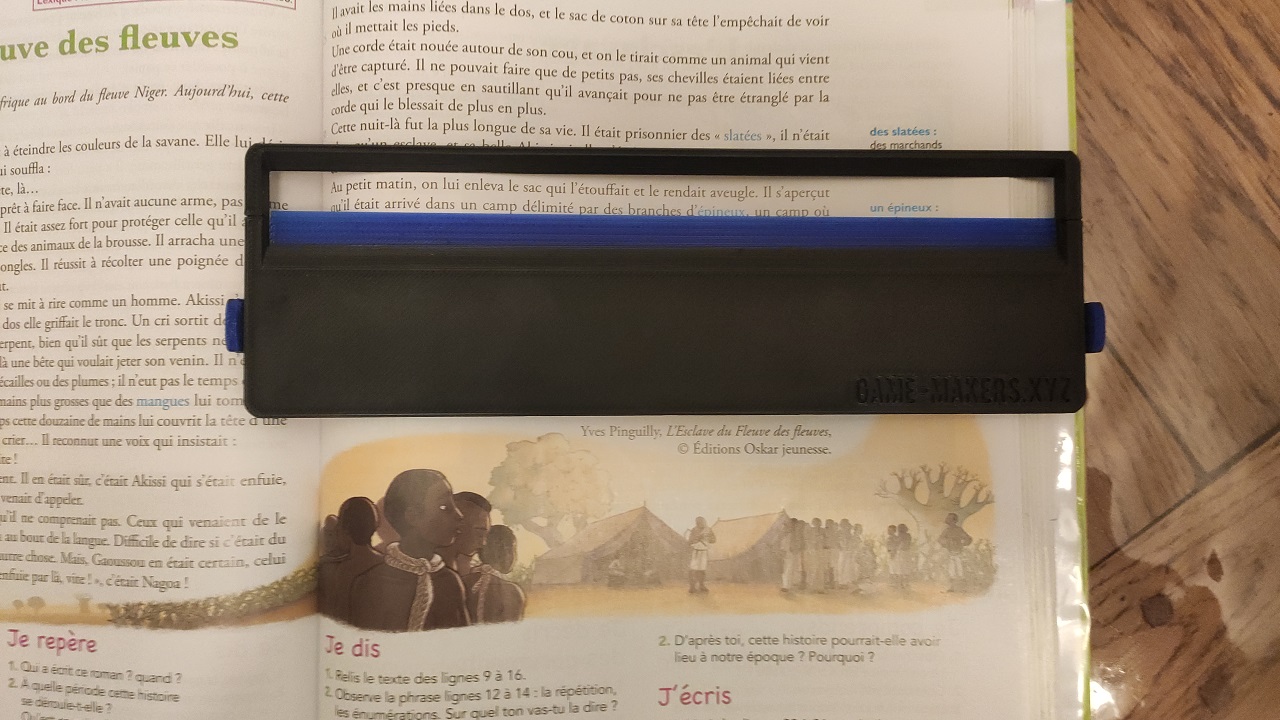 uve des fleuves
frique au bord du fleuve Niger. Aujourd'hui, cette
à éteindre les couleurs de la savane. Elle lui
ui souffla :
te, là…
prêt à faire face. Il n'avait aucune arme, pas
Il était assez fort pour protéger celle qu'il
ce des animaux de la brousse. Il arracha une
ongles. Il réussit à récolter une poignée
se mit à rire comme un homme. Akissi
dos elle griffait le tronc. Un cri sortit
erpent, bien qu'il sût que les serpents
là une bête qui voulait jeter son venin. Il
écailles ou des plumes ; il n'eut pas le temps
mains plus grosses que des mangues lui
ps cette douzaine de mains lui couvrit la tête d'une
crier… Il reconnut une voix qui insistait :
te !
ent. Il en était sûr, c'était Akissi qui s'était enfuie,
venait d'appeler.
qu'il ne comprenait pas. Ceux qui venaient de le
au bout de la langue. Difficile de dire si c'était du
autre chose. Mais, Gaoussou en était certain, celui
enfuie par là, vite ! », c'était Nagoa !
Je repère
1. Qui a écrit ce roman ? quand ?
2. À quelle période cette histoire
se déroule-t-elle ?
Il avait les mains liées dans le dos, et le sac de coton sur sa tête l'empêchait de voir
où il mettait les pieds.
Une corde était nouée autour de son cou, et on le tirait comme un animal qui vient
d'être capturé. Il ne pouvait faire que de petits pas, ses chevilles étaient liées entre
elles, et c'est presque en sautillant qu'il avançait pour ne pas être étranglé par la
corde qui le blessait de plus en plus.
Cette nuit-là fut la plus longue de sa vie. Il était prisonnier des « slatées », il n'était
Au petit matin, on lui enleva le sac qui l'étouffait et le rendait aveugle. Il s'aperçut
qu'il était arrivé dans un camp délimité par des branches d'épineux, un camp où
des slatées :
des marchands
un épineux :
GAME-MAKERS.XYZ
Yves Pinguilly, L'Esclave du Fleuve des fleuves,
© Éditions Oskar jeunesse.
Je dis
1. Relis le texte des lignes 9 à 16.
2. Observe la phrase lignes 12 à 14 : la répétition,
les énumérations. Sur quel ton vas-tu la dire ?
2. D'après toi, cette histoire pourrait-elle avoir
lieu à notre époque ? Pourquoi ?
J'écris